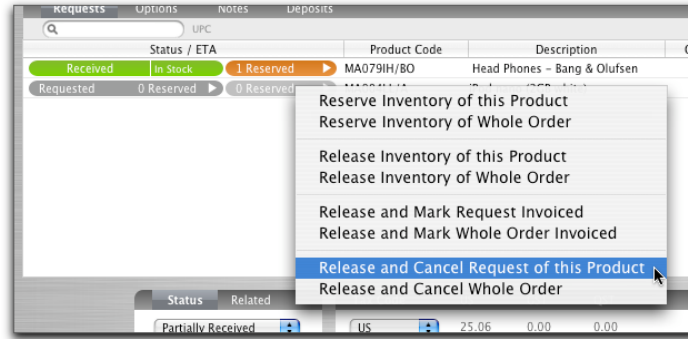 Requests Options Notes Deposits
UPC
Status / ETA Product Code Description
Received In Stock 1 Reserved MA079IH/BO Head Phones – Bang & Olufsen
Requested 0 Reserved 0 Reserved
Reserve Inventory of this Product
Reserve Inventory of Whole Order
Release Inventory of this Product
Release Inventory of Whole Order
Release and Mark Request Invoiced
Release and Mark Whole Order Invoiced
Release and Cancel Request of this Product
Release and Cancel Whole Order
Status Related
Partially Received US 25.06 0.00 0.00